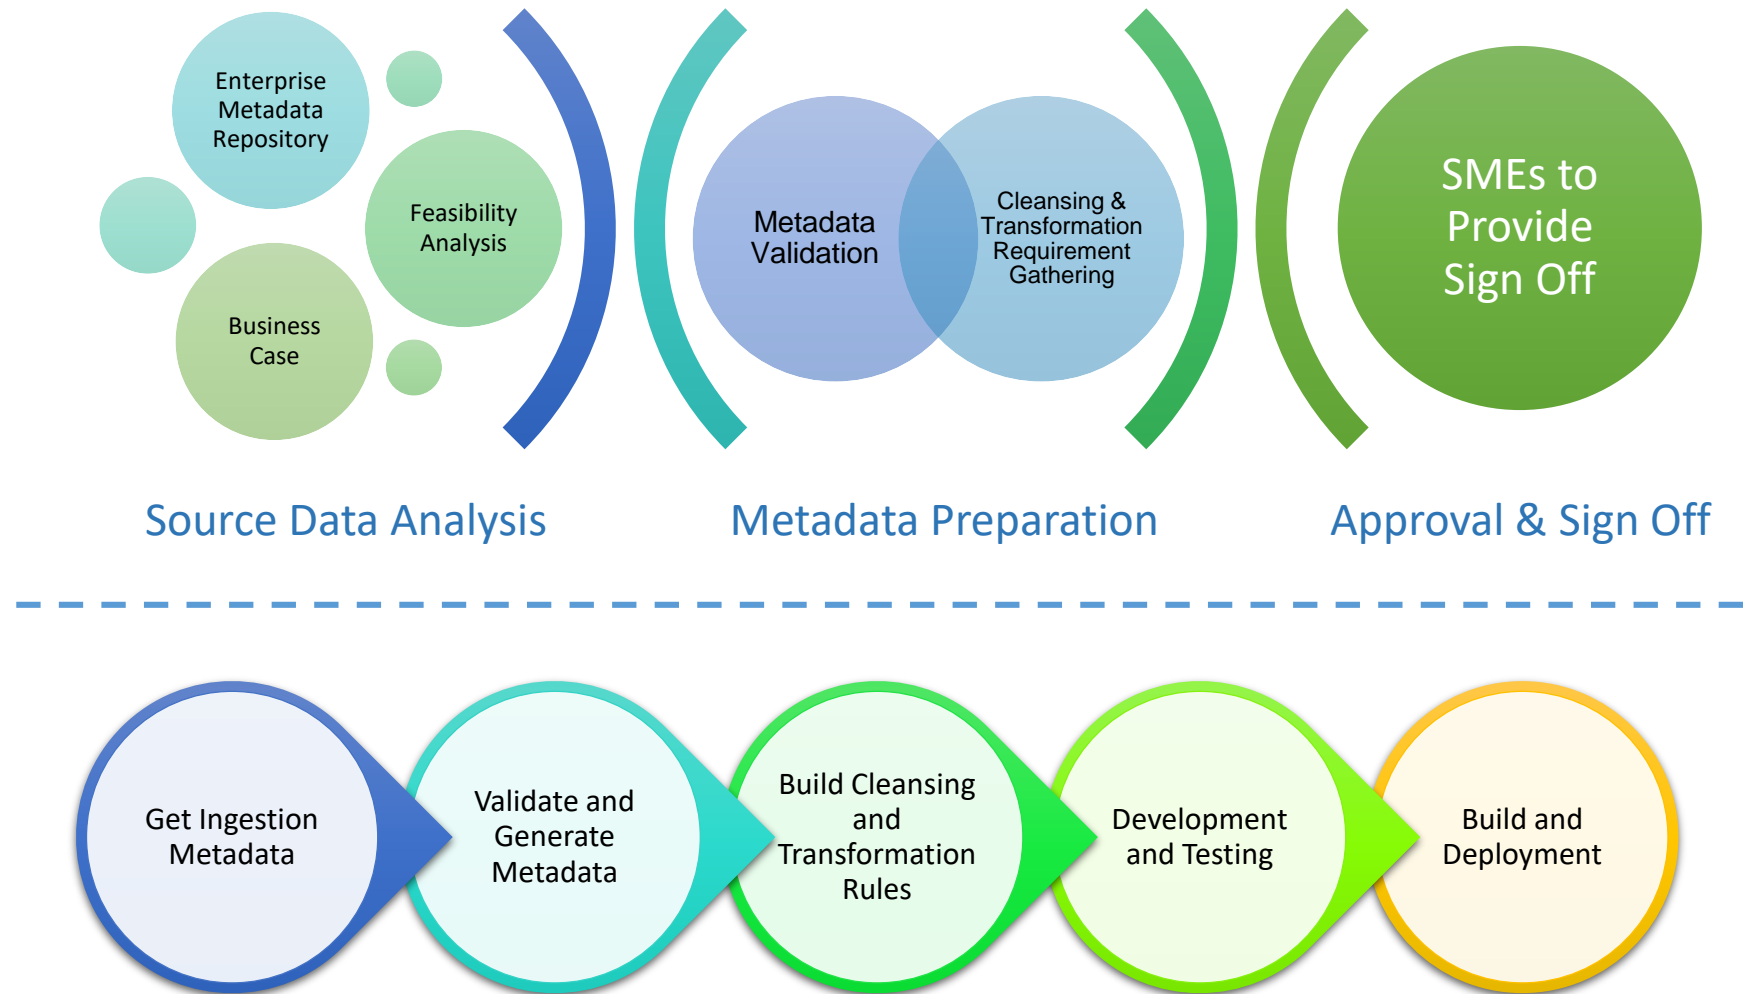 Enterprise
Metadata
Repository
Feasibility
Analysis
Business
Case
Metadata
Validation
Cleansing &
Transformation
Requirement
Gathering
SMEs to
Provide
Sign Off
Source Data Analysis
Metadata Preparation
Approval & Sign Off
Get Ingestion
Metadata
Validate and
Generate
Metadata
Build Cleansing
and
Transformation
Rules
Development
and Testing
Build and
Deployment